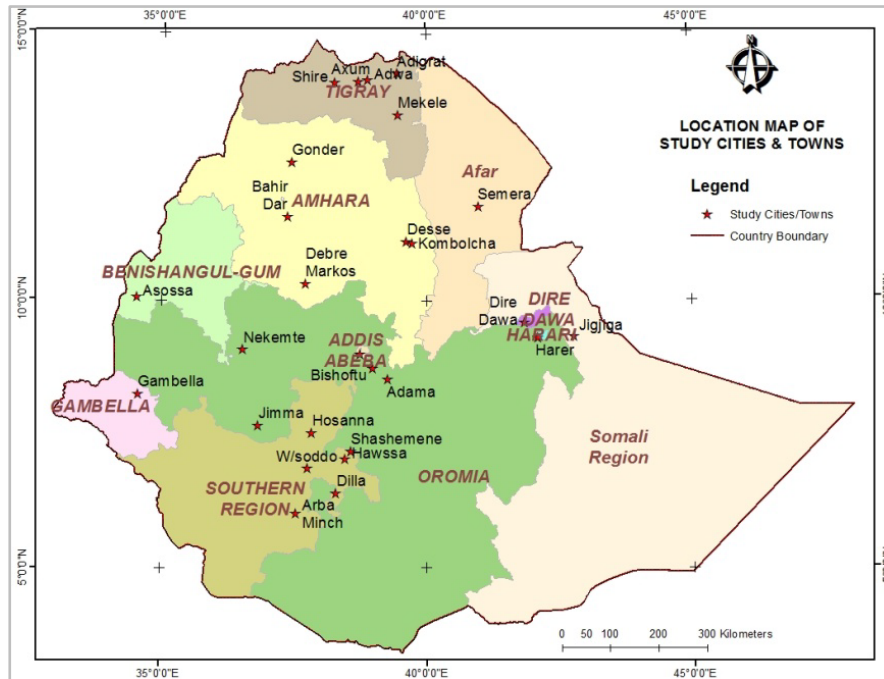 35°0'0"E
40°0'0"E
45°0'0"E
15°0'0"N
LOCATION MAP OF
STUDY CITIES & TOWNS
Legend
Study Cities/Towns
Country Boundary
Adigrat
Axum
Shire
Adwa
TIGRAY
Mekele
Gonder
Afar
Semera
Bahir
Dar
AMHARA
Desse
Kombolcha
Debre
Markos
BENISHANGUL-GUM
Asossa
10°0'0"N
Dire
Dawa
DIRE
DAWA
HARARI
Jigjiga
Harer
Nekemte
ADDIS
ABEBA
Bishoftu
Adama
Gambella
GAMBELLA
Jimma
Hosanna
Shashemene
Hawssa
W/soddo
Somali
Region
OROMIA
Dilla
SOUTHERN
REGION
Arba
Minch
5°0'0"N
0 50 100 200 300 Kilometers
35°0'0"E
40°0'0"E
45°0'0"E